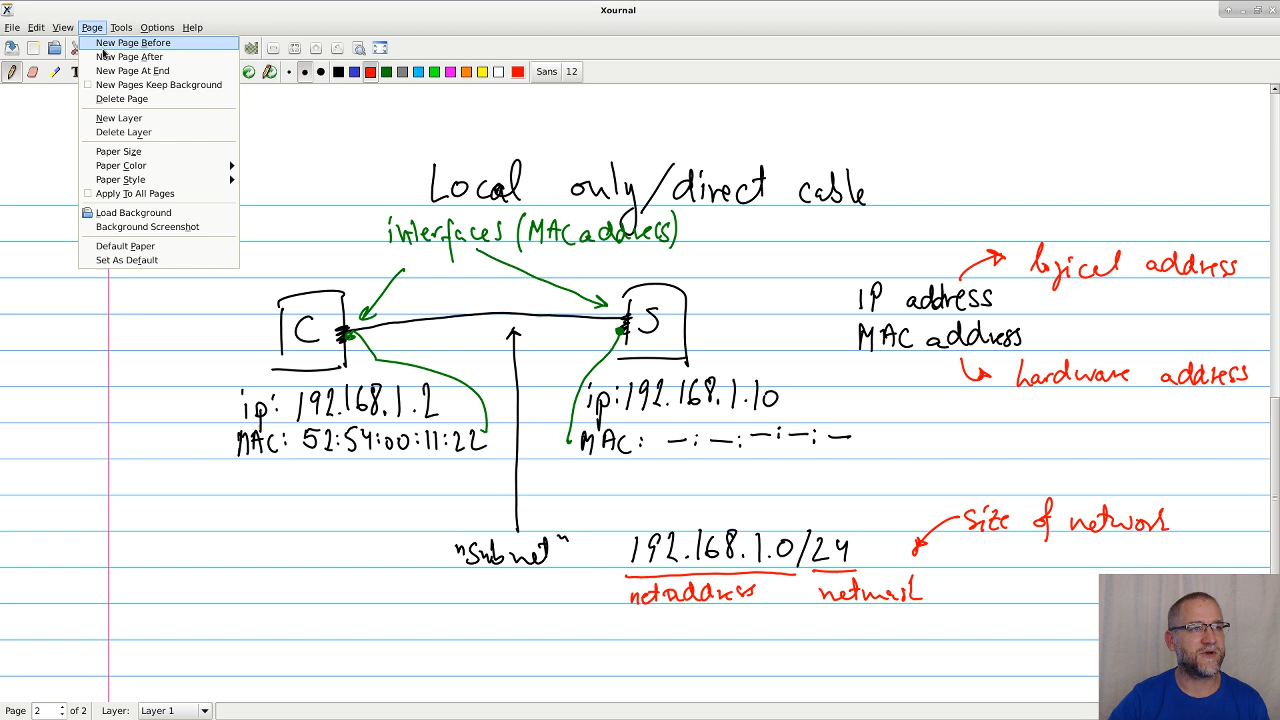 Xournal
File Edit View Page Tools Options Help
New Page Before
New Page After
New Page At End
New Pages Keep Background
Delete Page
New Layer
Delete Layer
Paper Size
Paper Color
Paper Style
Apply To All Pages
Load Background
Background Screenshot
Default Paper
Set As Default
Sans 12
Local only/direct cable
interfaces (MAC address)
logical address
IP address
MAC address
hardware address
C
S
ip: 192.168.1.2
MAC: 52:54:00:11:22
ip:192.168.1.10
MAC: —:—:—:—:—
size of network
"Subnet"
192.168.1.0/24
netaddress
netmask
Page 2 of 2 Layer: Layer 1